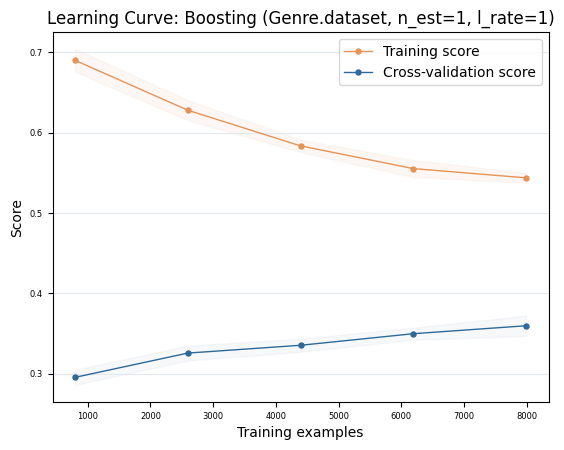 Learning Curve: Boosting (Genre.dataset, n_est=1, l_rate=1)
Training score
Cross-validation score
Score
0.7
0.6
0.5
0.4
0.3
1000 2000 3000 4000 5000 6000 7000 8000
Training examples